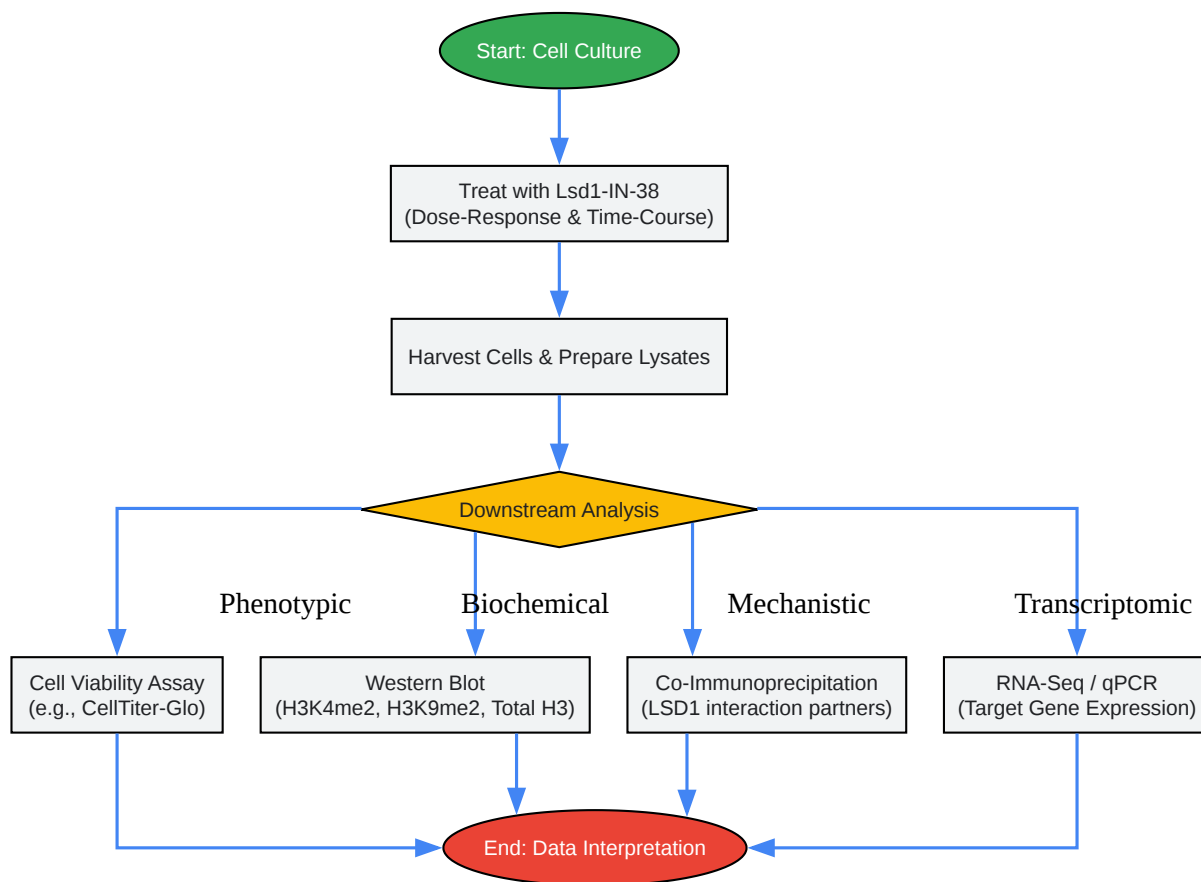 Start: Cell Culture
Treat with Lsd1-IN-38
(Dose-Response & Time-Course)
Harvest Cells & Prepare Lysates
Downstream Analysis
Phenotypic
Biochemical
Mechanistic
Transcriptomic
Cell Viability Assay
(e.g., CellTiter-Glo)
Western Blot
(H3K4me2, H3K9me2, Total H3)
Co-Immunoprecipitation
(LSD1 interaction partners)
RNA-Seq / qPCR
(Target Gene Expression)
End: Data Interpretation